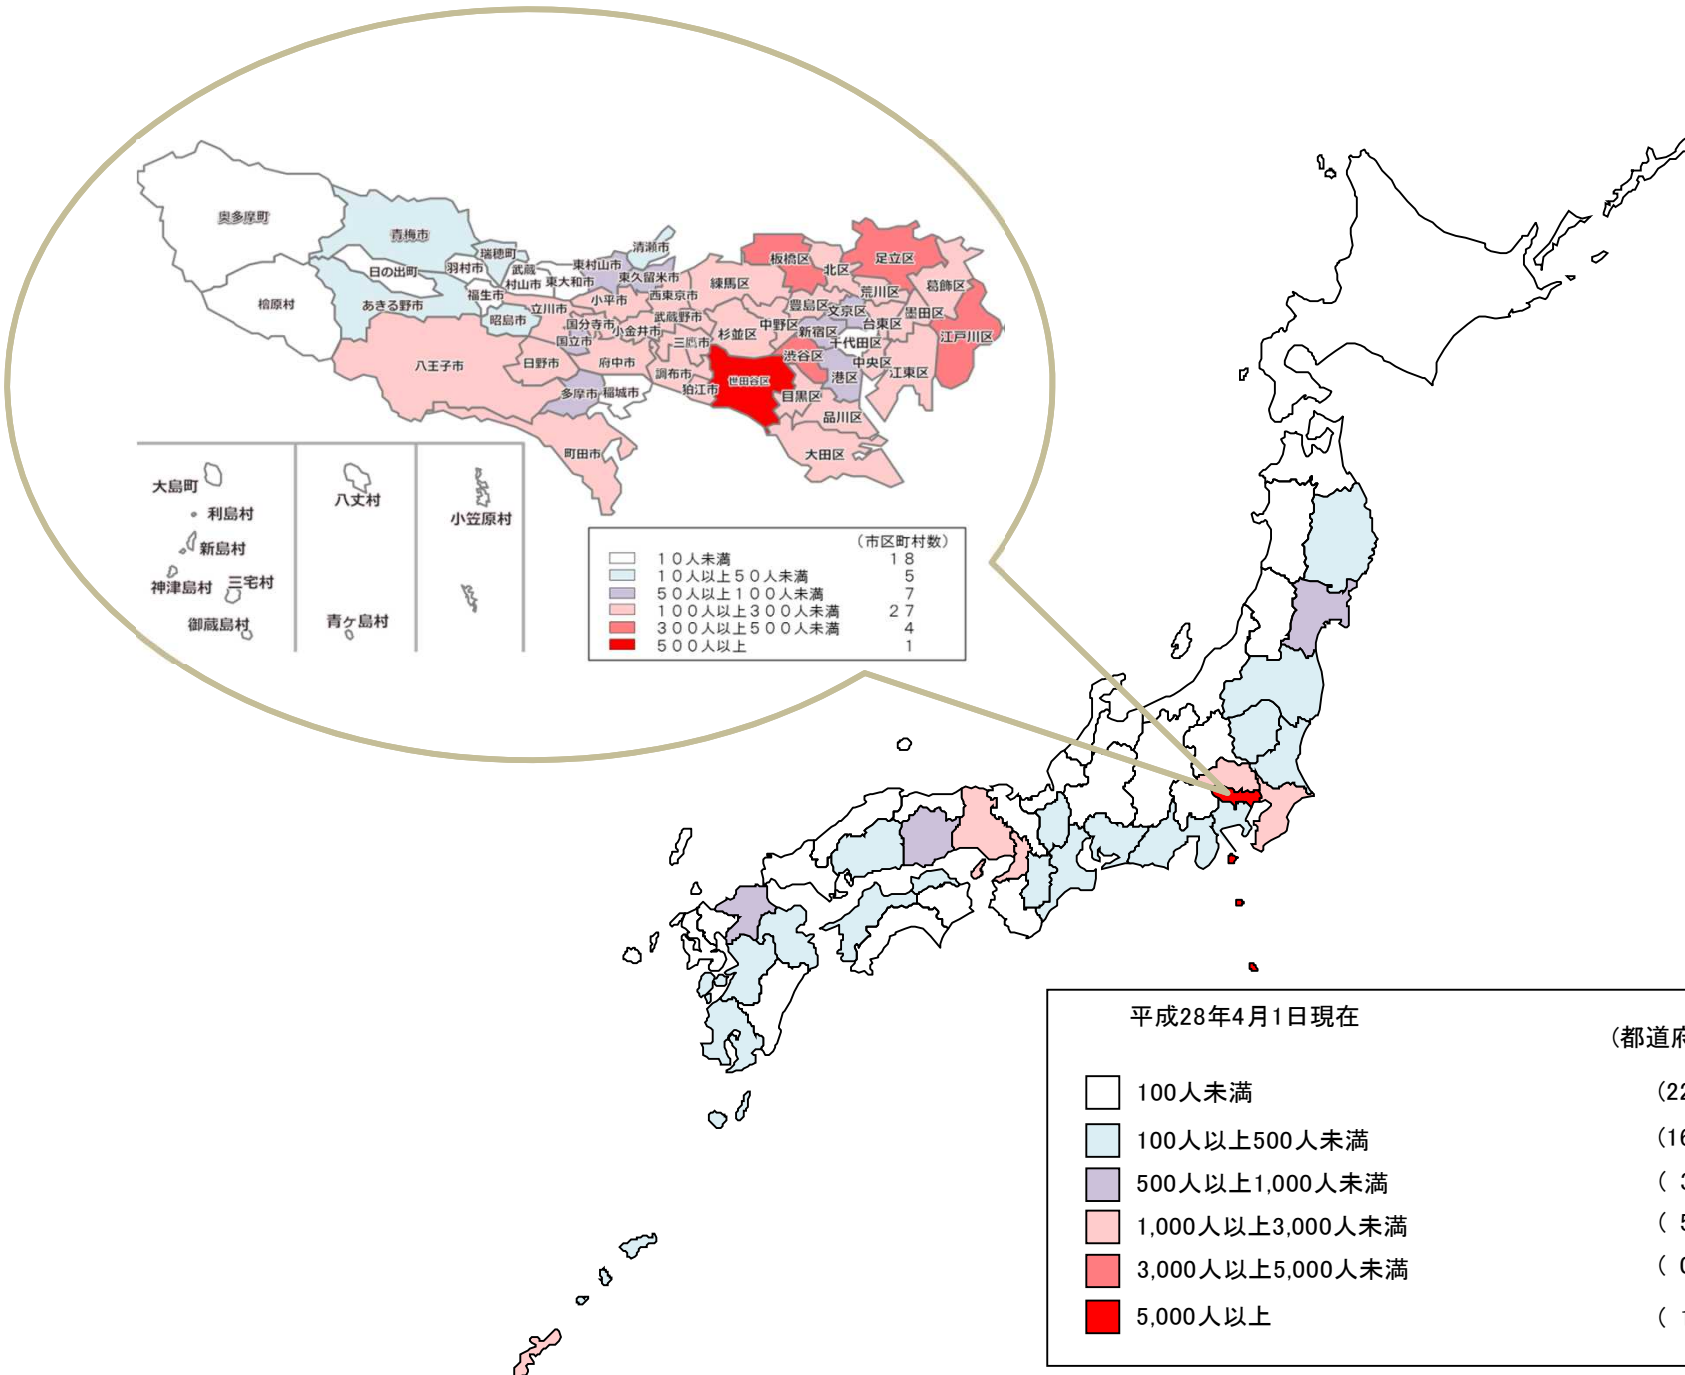 奥多摩町
青梅市
瑞穂町
日の出町
羽村市
武蔵
村山市
東大和市
東村山市
清瀬市
東久留米市
檜原村
あきる野市
福生市
昭島市
立川市
小平市
西東京市
練馬区
板橋区
北区
足立区
荒川区
葛飾区
豊島区
文京区
台東区
墨田区
国分寺市
小金井市
武蔵野市
杉並区
中野区
新宿区
千代田区
江戸川区
国立市
三鷹市
渋谷区
中央区
八王子市
日野市
府中市
調布市
世田谷区
港区
江東区
多摩市
稲城市
狛江市
目黒区
品川区
町田市
大田区
大島町
利島村
新島村
神津島村
三宅村
御蔵島村
八丈村
青ヶ島村
小笠原村
（市区町村数）
１０人未満 １８
１０人以上５０人未満 ５
５０人以上１００人未満 ７
１００人以上３００人未満 ２７
３００人以上５００人未満 ４
５００人以上 １
平成28年4月1日現在
(都道府
100人未満 (22
100人以上500人未満 (16
500人以上1,000人未満 ( 3
1,000人以上3,000人未満 ( 5
3,000人以上5,000人未満 ( 0
5,000人以上 ( 1